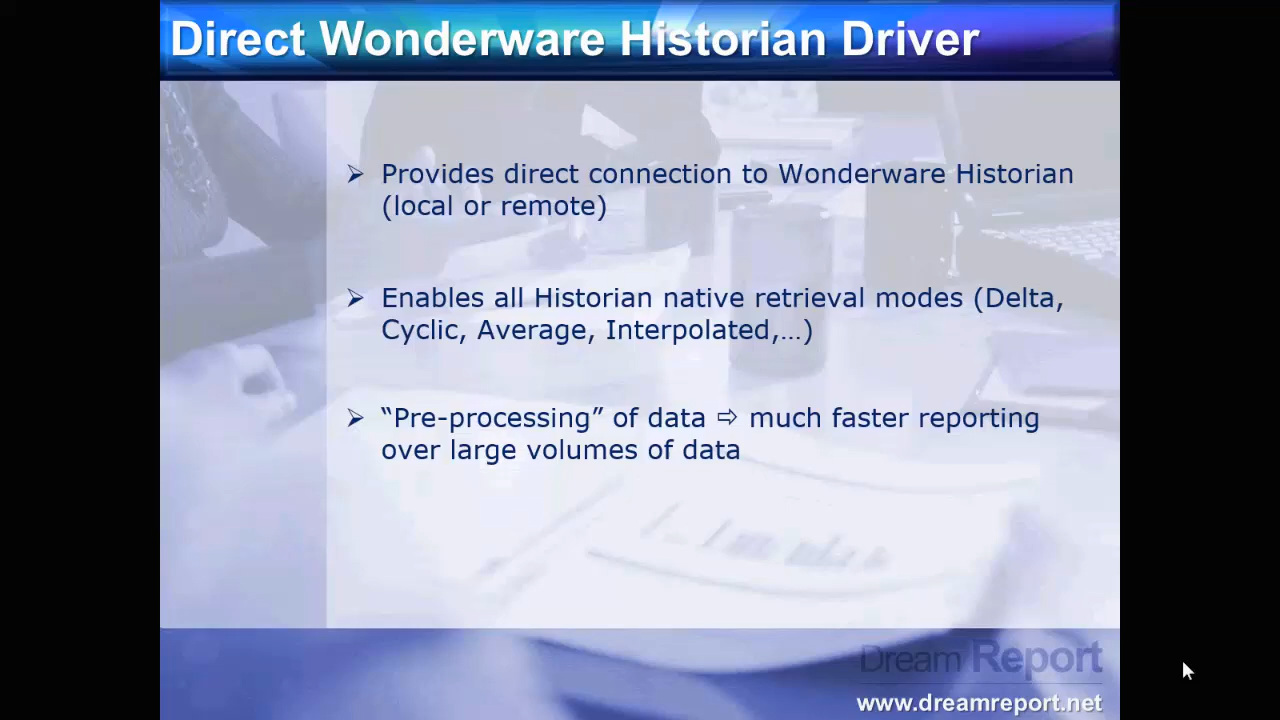 Direct Wonderware Historian Driver
➢ Provides direct connection to Wonderware Historian
(local or remote)
➢ Enables all Historian native retrieval modes (Delta,
Cyclic, Average, Interpolated,…)
➢ “Pre-processing” of data ⇨ much faster reporting
over large volumes of data
Dream Report
www.dreamreport.net